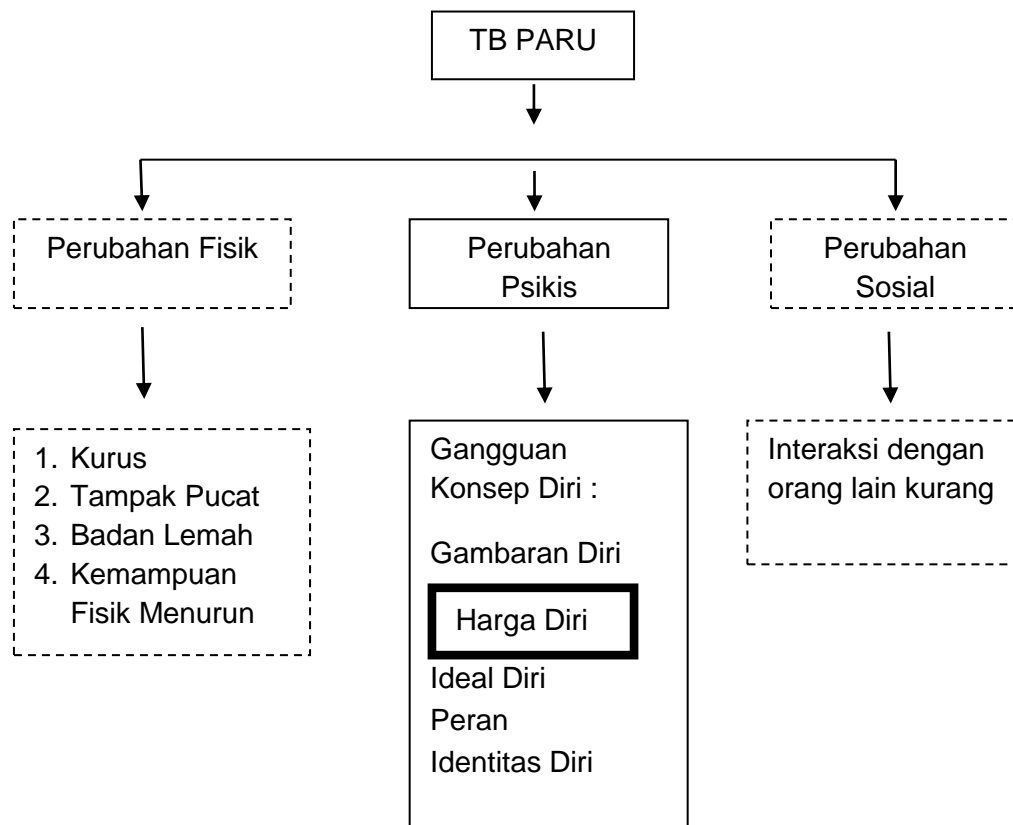 TB PARU
Perubahan Fisik
Perubahan
Psikis
Perubahan
Sosial
1. Kurus
2. Tampak Pucat
3. Badan Lemah
4. Kemampuan
Fisik Menurun
Gangguan
Konsep Diri :
Gambaran Diri
Harga Diri
Ideal Diri
Peran
Identitas Diri
Interaksi dengan
orang lain kurang